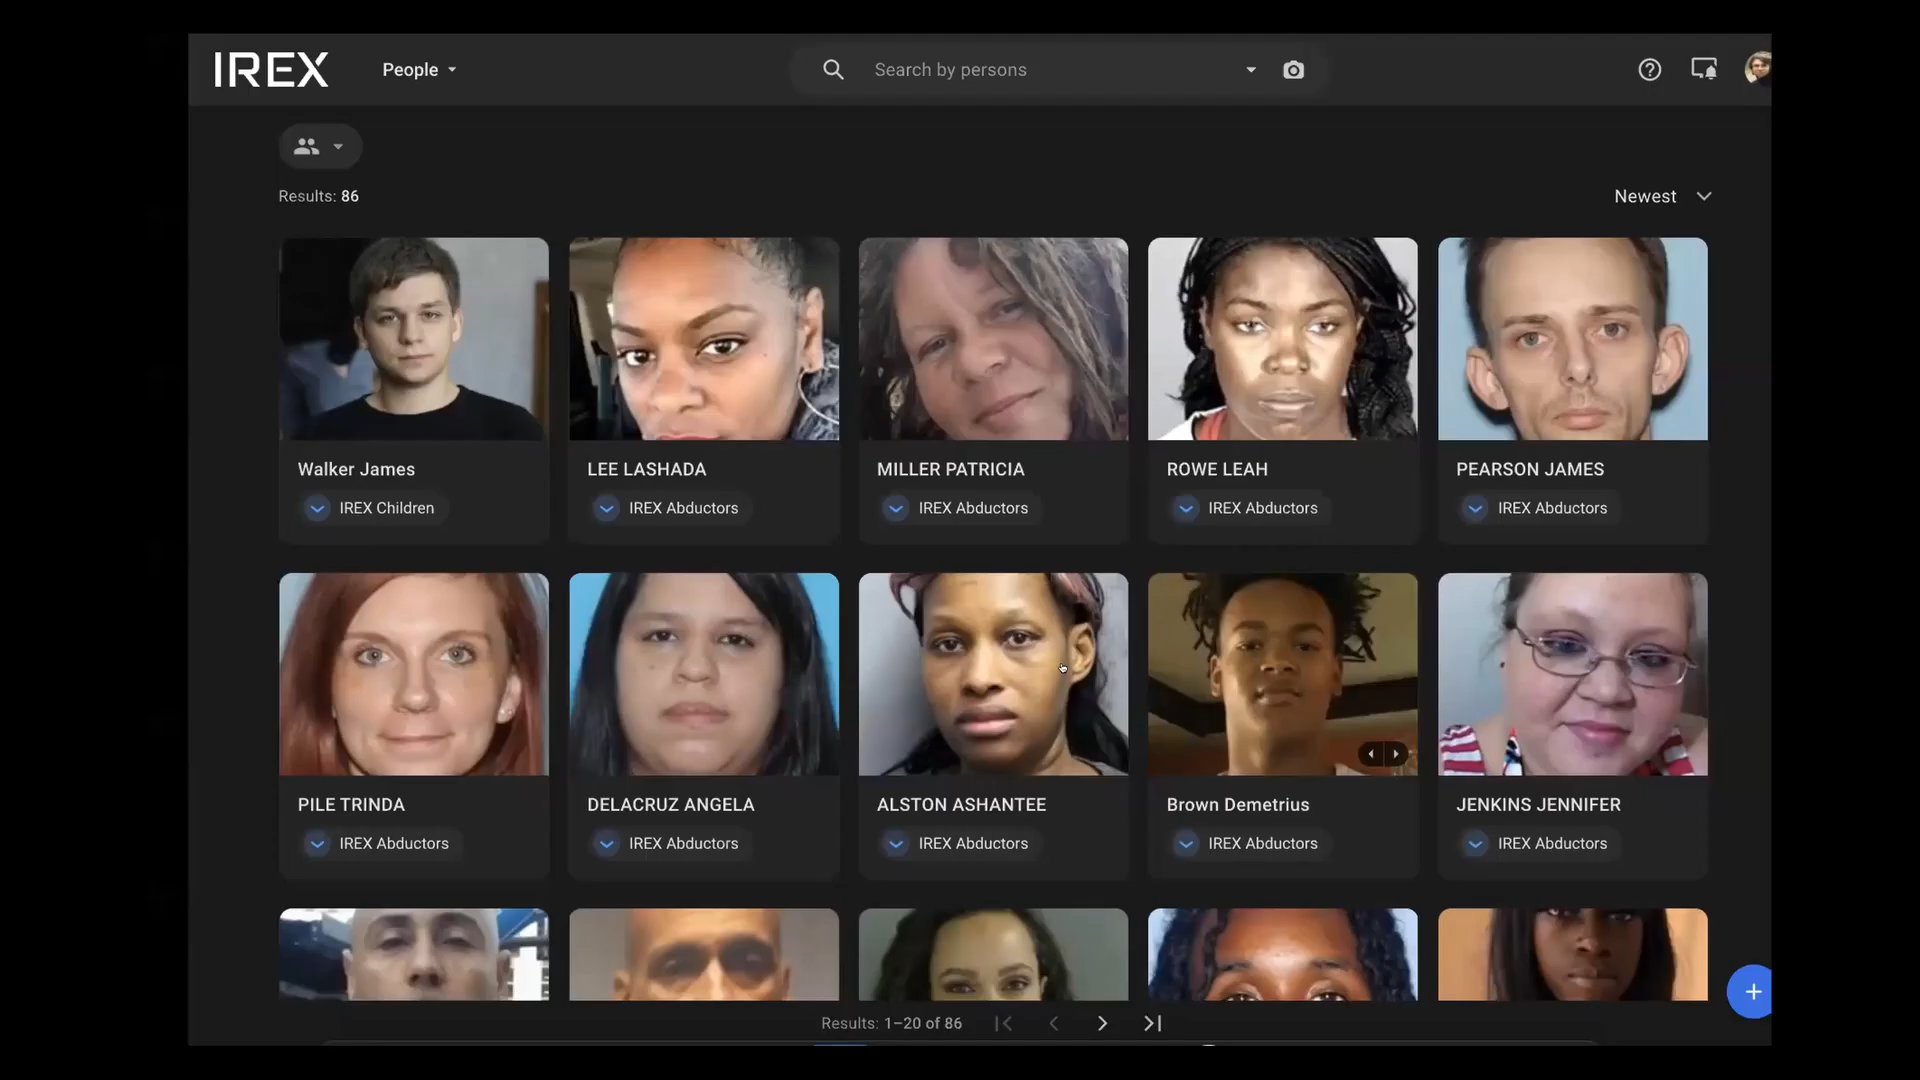 IREX
People
Search by persons
Results: 86
Newest
Walker James
LEE LASHADA
MILLER PATRICIA
ROWE LEAH
PEARSON JAMES
IREX Children
IREX Abductors
IREX Abductors
IREX Abductors
IREX Abductors
PILE TRINDA
DELACRUZ ANGELA
ALSTON ASHANTEE
Brown Demetrius
JENKINS JENNIFER
IREX Abductors
IREX Abductors
IREX Abductors
IREX Abductors
IREX Abductors
Results: 1–20 of 86